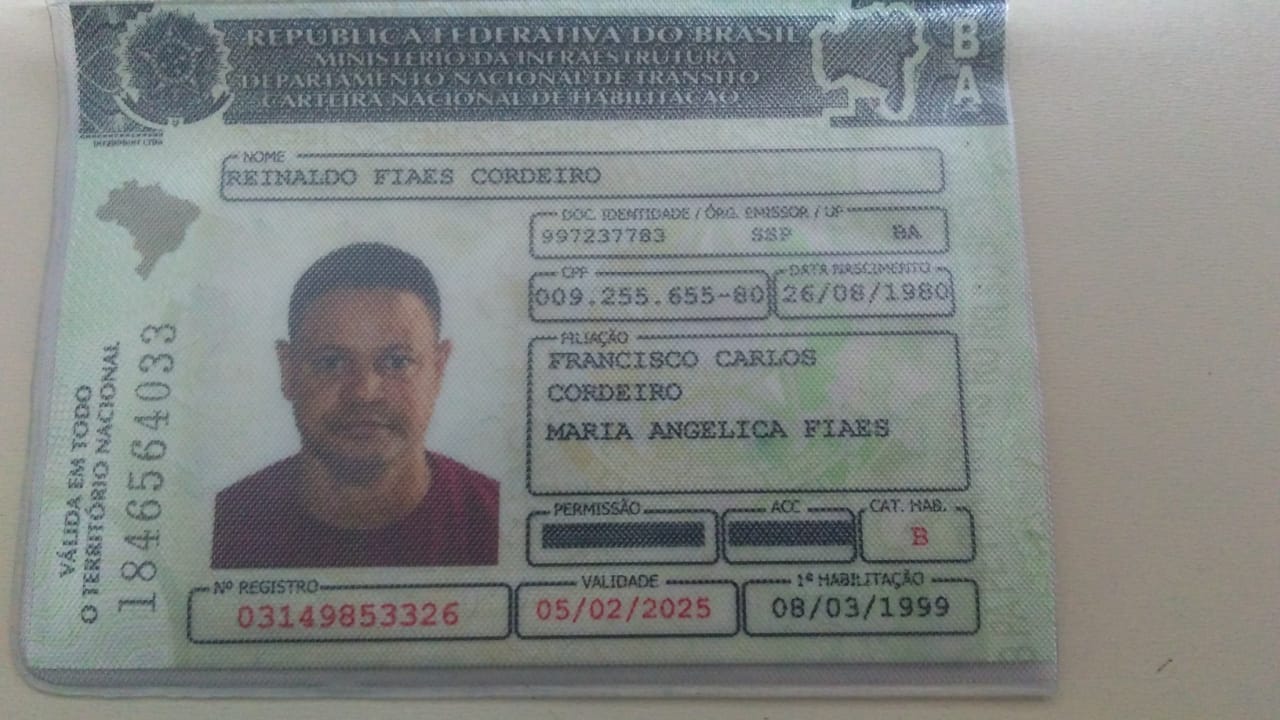 REPÚBLICA FEDERATIVA DO BRASIL
MINISTÉRIO DA INFRAESTRUTURA
DEPARTAMENTO NACIONAL DE TRÂNSITO
CARTEIRA NACIONAL DE HABILITAÇÃO
BA
NOME
REINALDO FIAES CORDEIRO
DOC. IDENTIDADE / ÓRG. EMISSOR / UF
997237783 SSP BA
CPF
009.255.655-80
DATA NASCIMENTO
26/08/1980
FILIAÇÃO
FRANCISCO CARLOS
CORDEIRO
MARIA ANGELICA FIAES
PERMISSÃO
ACC
CAT. HAB.
B
Nº REGISTRO
03149853326
VALIDADE
05/02/2025
1ª HABILITAÇÃO
08/03/1999
VÁLIDA EM TODO
O TERRITÓRIO NACIONAL
1846564033